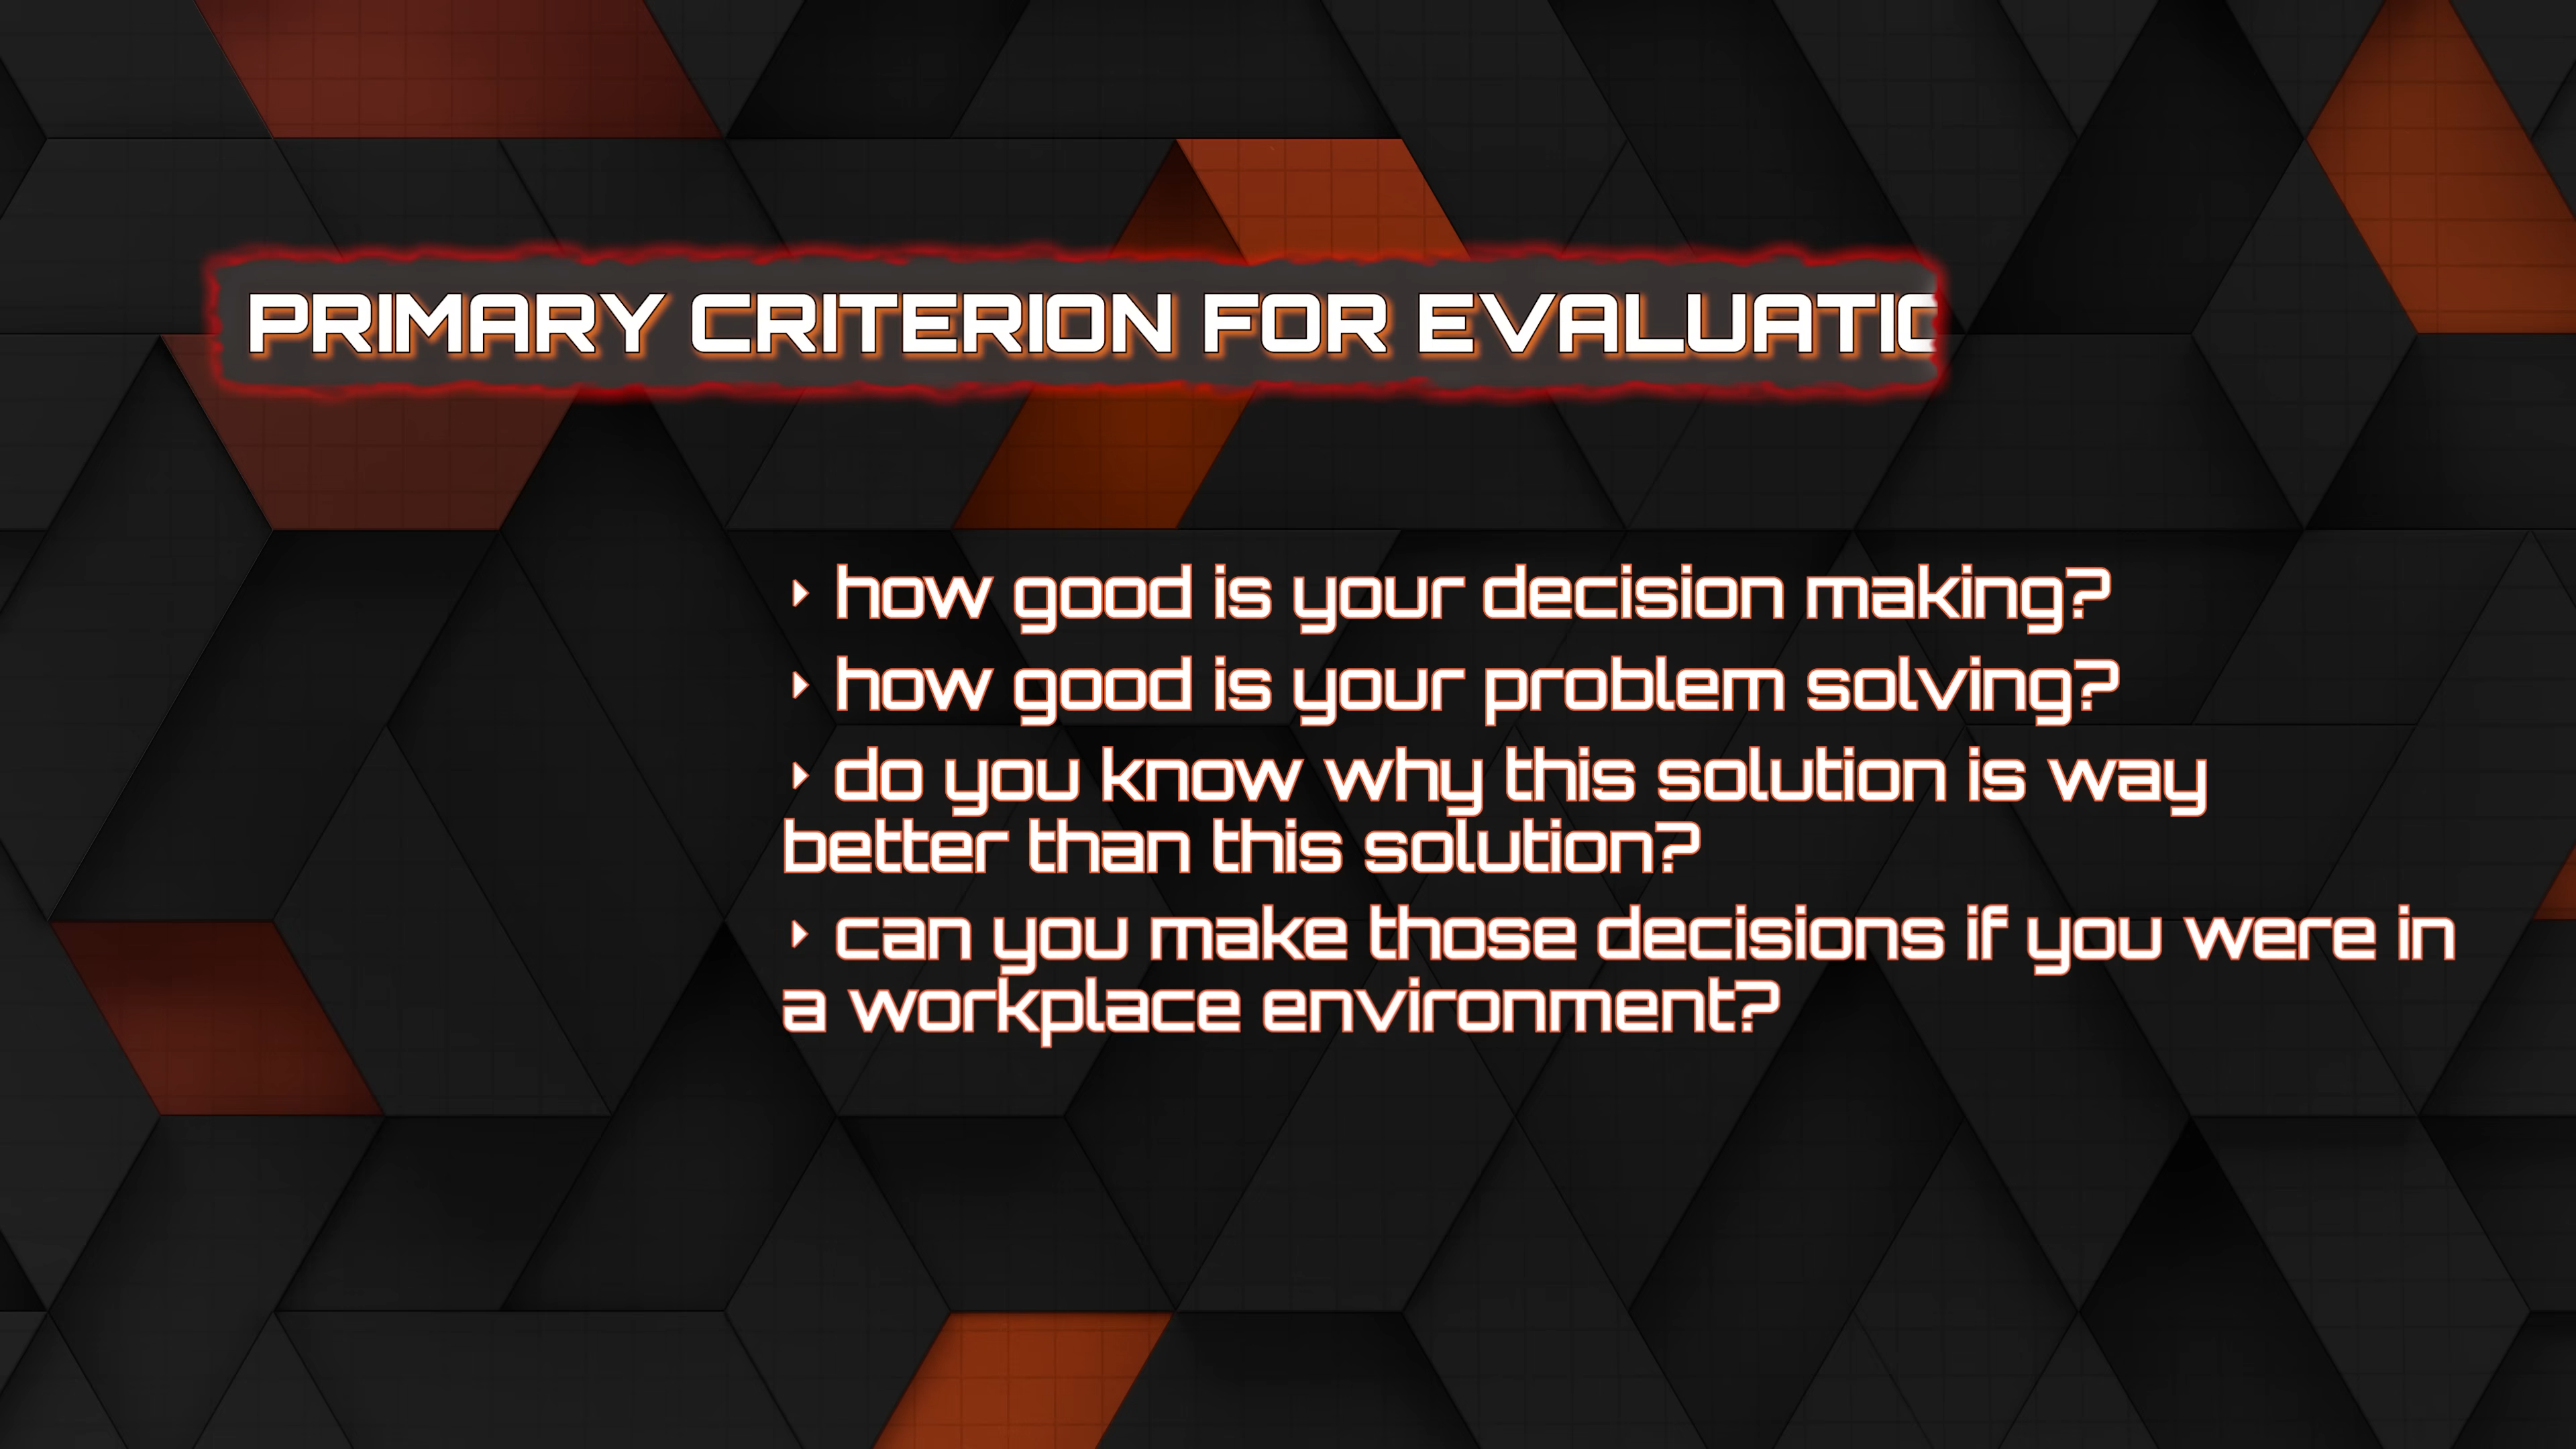 PRIMARY CRITERION FOR EVALUATIO
‣ how good is your decision making?
‣ how good is your problem solving?
‣ do you know why this solution is way
better than this solution?
‣ can you make those decisions if you were in
a workplace environment?